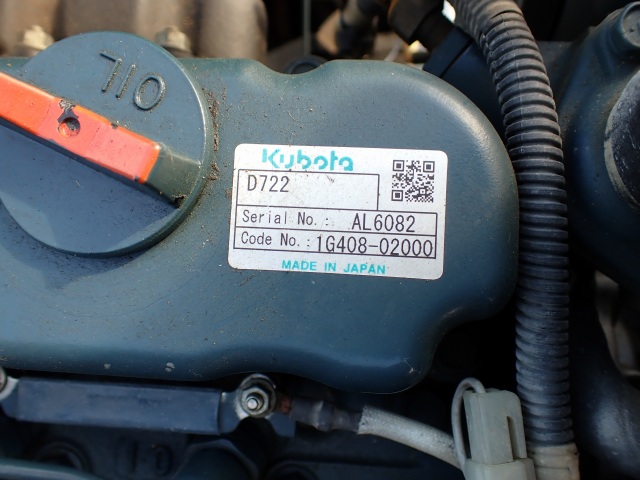 OIL
Kubota
D722
Serial No.: AL6082
Code No.: 1G408-02000
MADE IN JAPAN